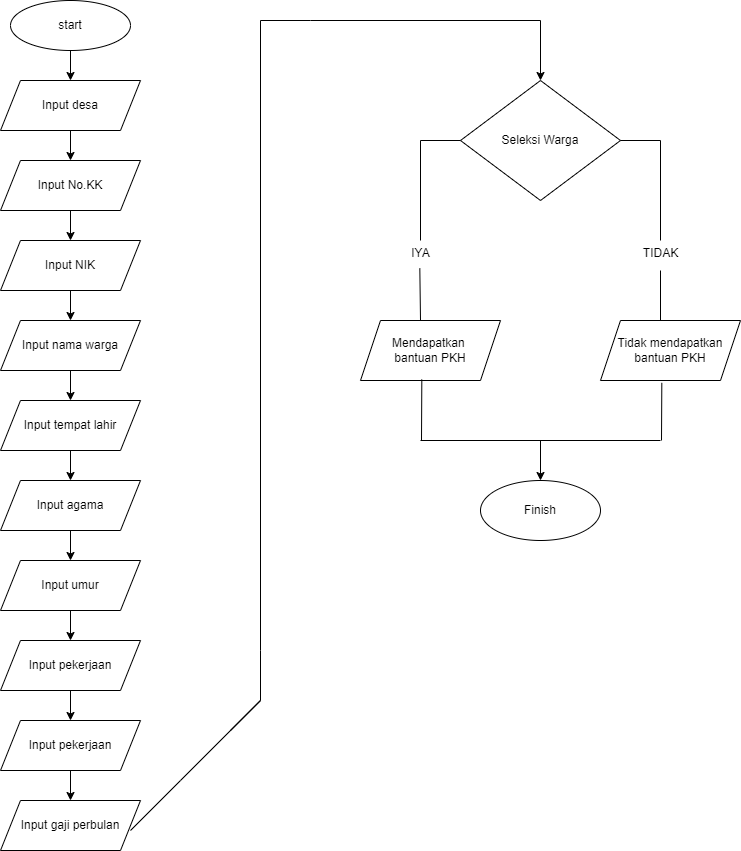 start
Input desa
Input No.KK
Input NIK
Input nama warga
Input tempat lahir
Input agama
Input umur
Input pekerjaan
Input pekerjaan
Input gaji perbulan
Seleksi Warga
IYA
TIDAK
Mendapatkan
bantuan PKH
Tidak mendapatkan
bantuan PKH
Finish